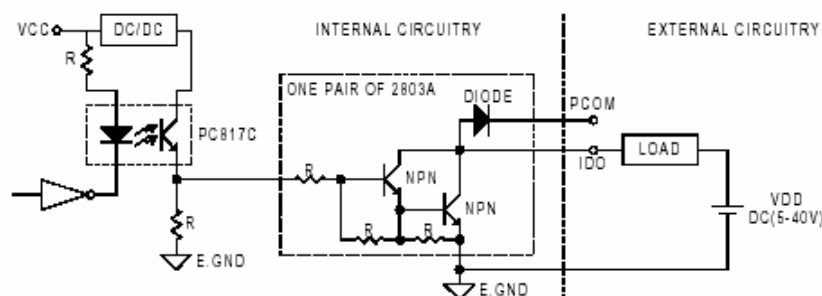 INTERNAL CIRCUITRY
EXTERNAL CIRCUITRY
VCC
DC/DC
R
ONE PAIR OF 2803A
DIODE
PCOM
PC817C
IDO
LOAD
R
NPN
NPN
VDD
DC(5-40V)
R
R
R
E.GND
E.GND